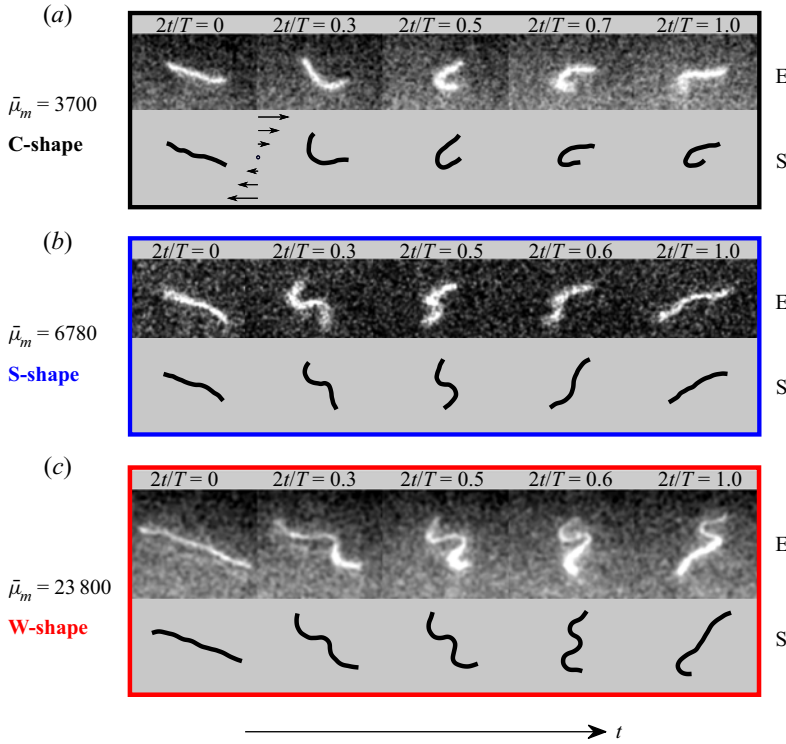 (a)
2t/T = 0 2t/T = 0.3 2t/T = 0.5 2t/T = 0.7 2t/T = 1.0
E
μ̄ₘ = 3700
C-shape
S
(b)
2t/T = 0 2t/T = 0.3 2t/T = 0.5 2t/T = 0.6 2t/T = 1.0
E
μ̄ₘ = 6780
S-shape
S
(c)
2t/T = 0 2t/T = 0.3 2t/T = 0.5 2t/T = 0.6 2t/T = 1.0
E
μ̄ₘ = 23 800
W-shape
S
t